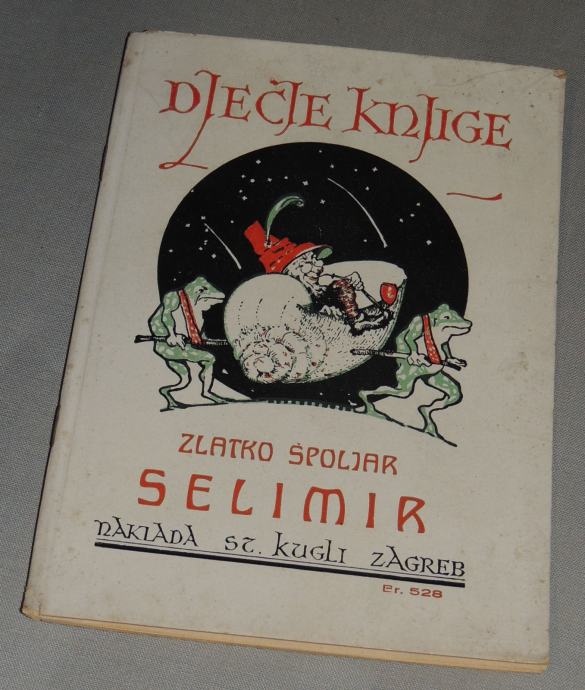 DJEČJE KNJIGE
ZLATKO ŠPOLJAR
SELIMIR
NAKLADA ST. KUGLI ZAGREB
Br. 528